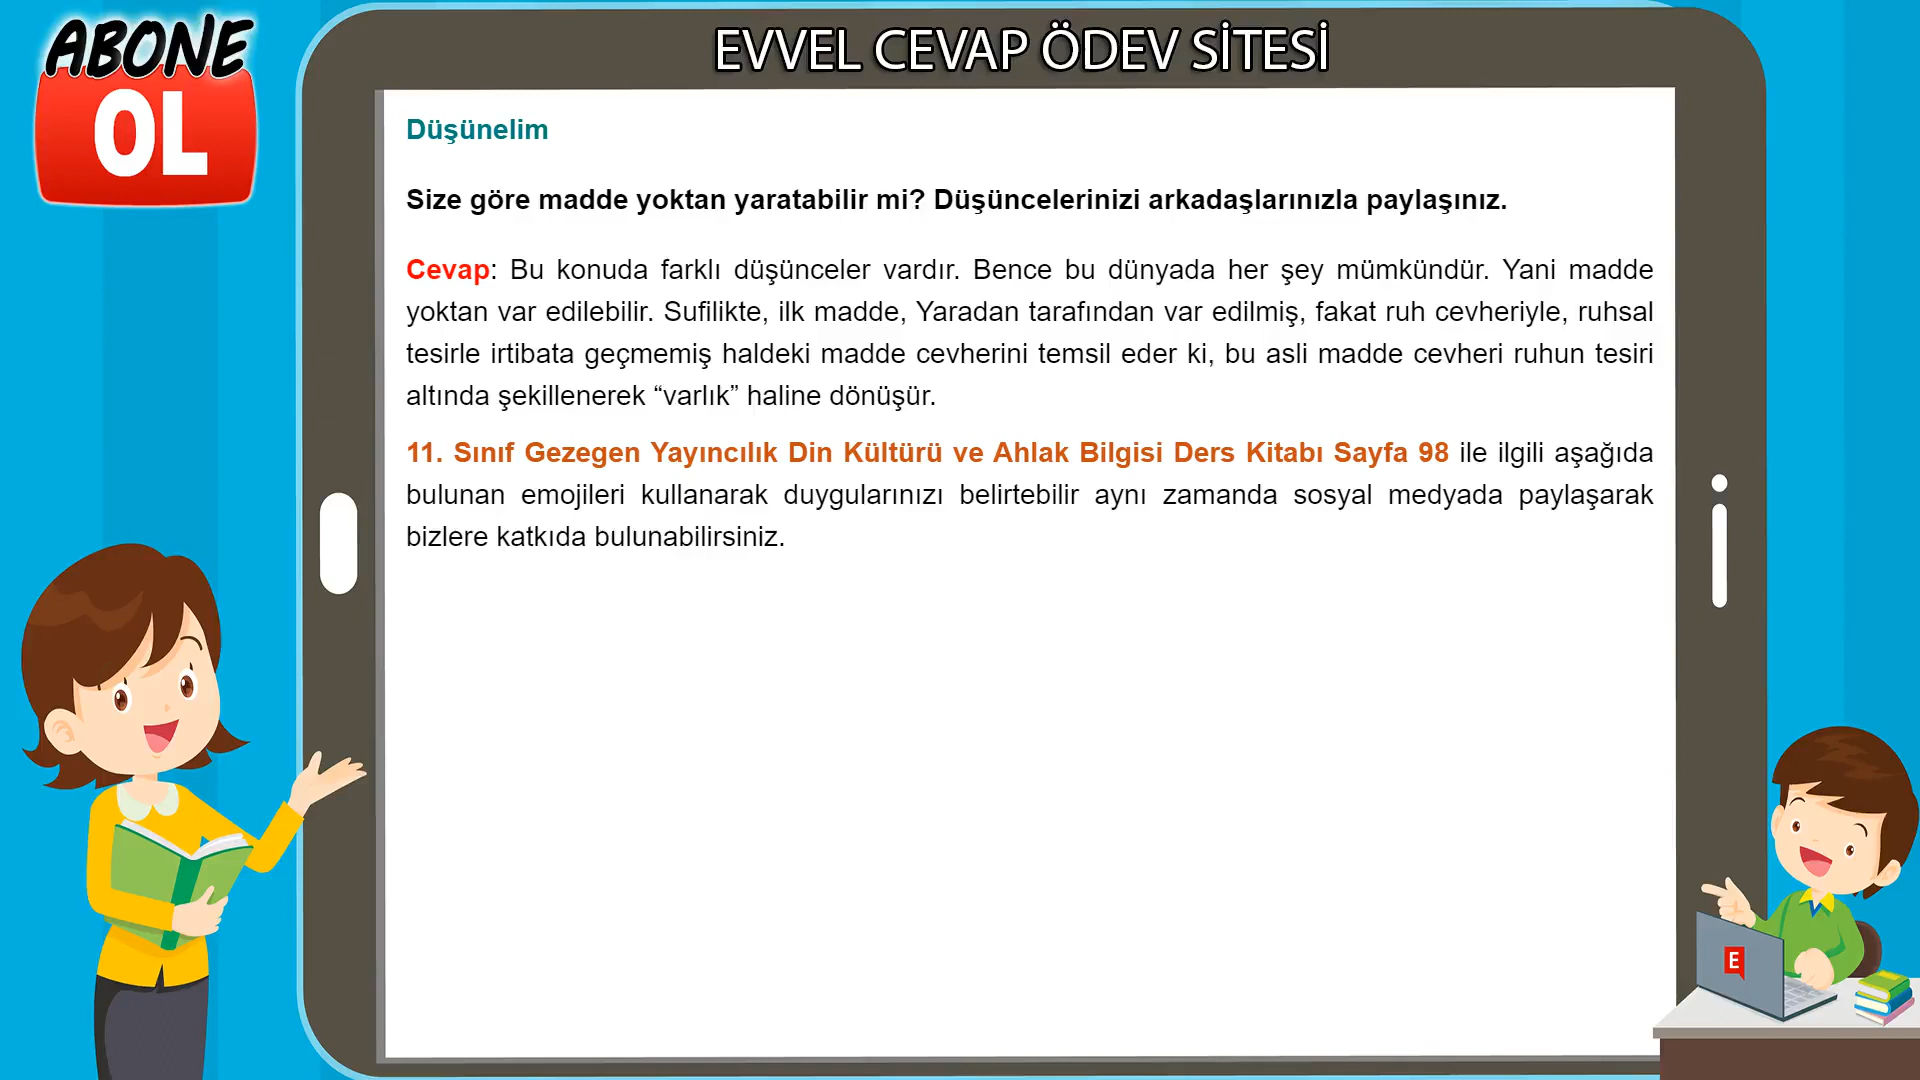 ABONE
OL
EVVEL CEVAP ÖDEV SİTESİ
Düşünelim
Size göre madde yoktan yaratabilir mi? Düşüncelerinizi arkadaşlarınızla paylaşınız.
Cevap: Bu konuda farklı düşünceler vardır. Bence bu dünyada her şey mümkündür. Yani madde
yoktan var edilebilir. Sufilikte, ilk madde, Yaradan tarafından var edilmiş, fakat ruh cevheriyle, ruhsal
tesirle irtibata geçmemiş haldeki madde cevherini temsil eder ki, bu asli madde cevheri ruhun tesiri
altında şekillenerek “varlık” haline dönüşür.
11. Sınıf Gezegen Yayıncılık Din Kültürü ve Ahlak Bilgisi Ders Kitabı Sayfa 98 ile ilgili aşağıda
bulunan emojileri kullanarak duygularınızı belirtebilir aynı zamanda sosyal medyada paylaşarak
bizlere katkıda bulunabilirsiniz.
E